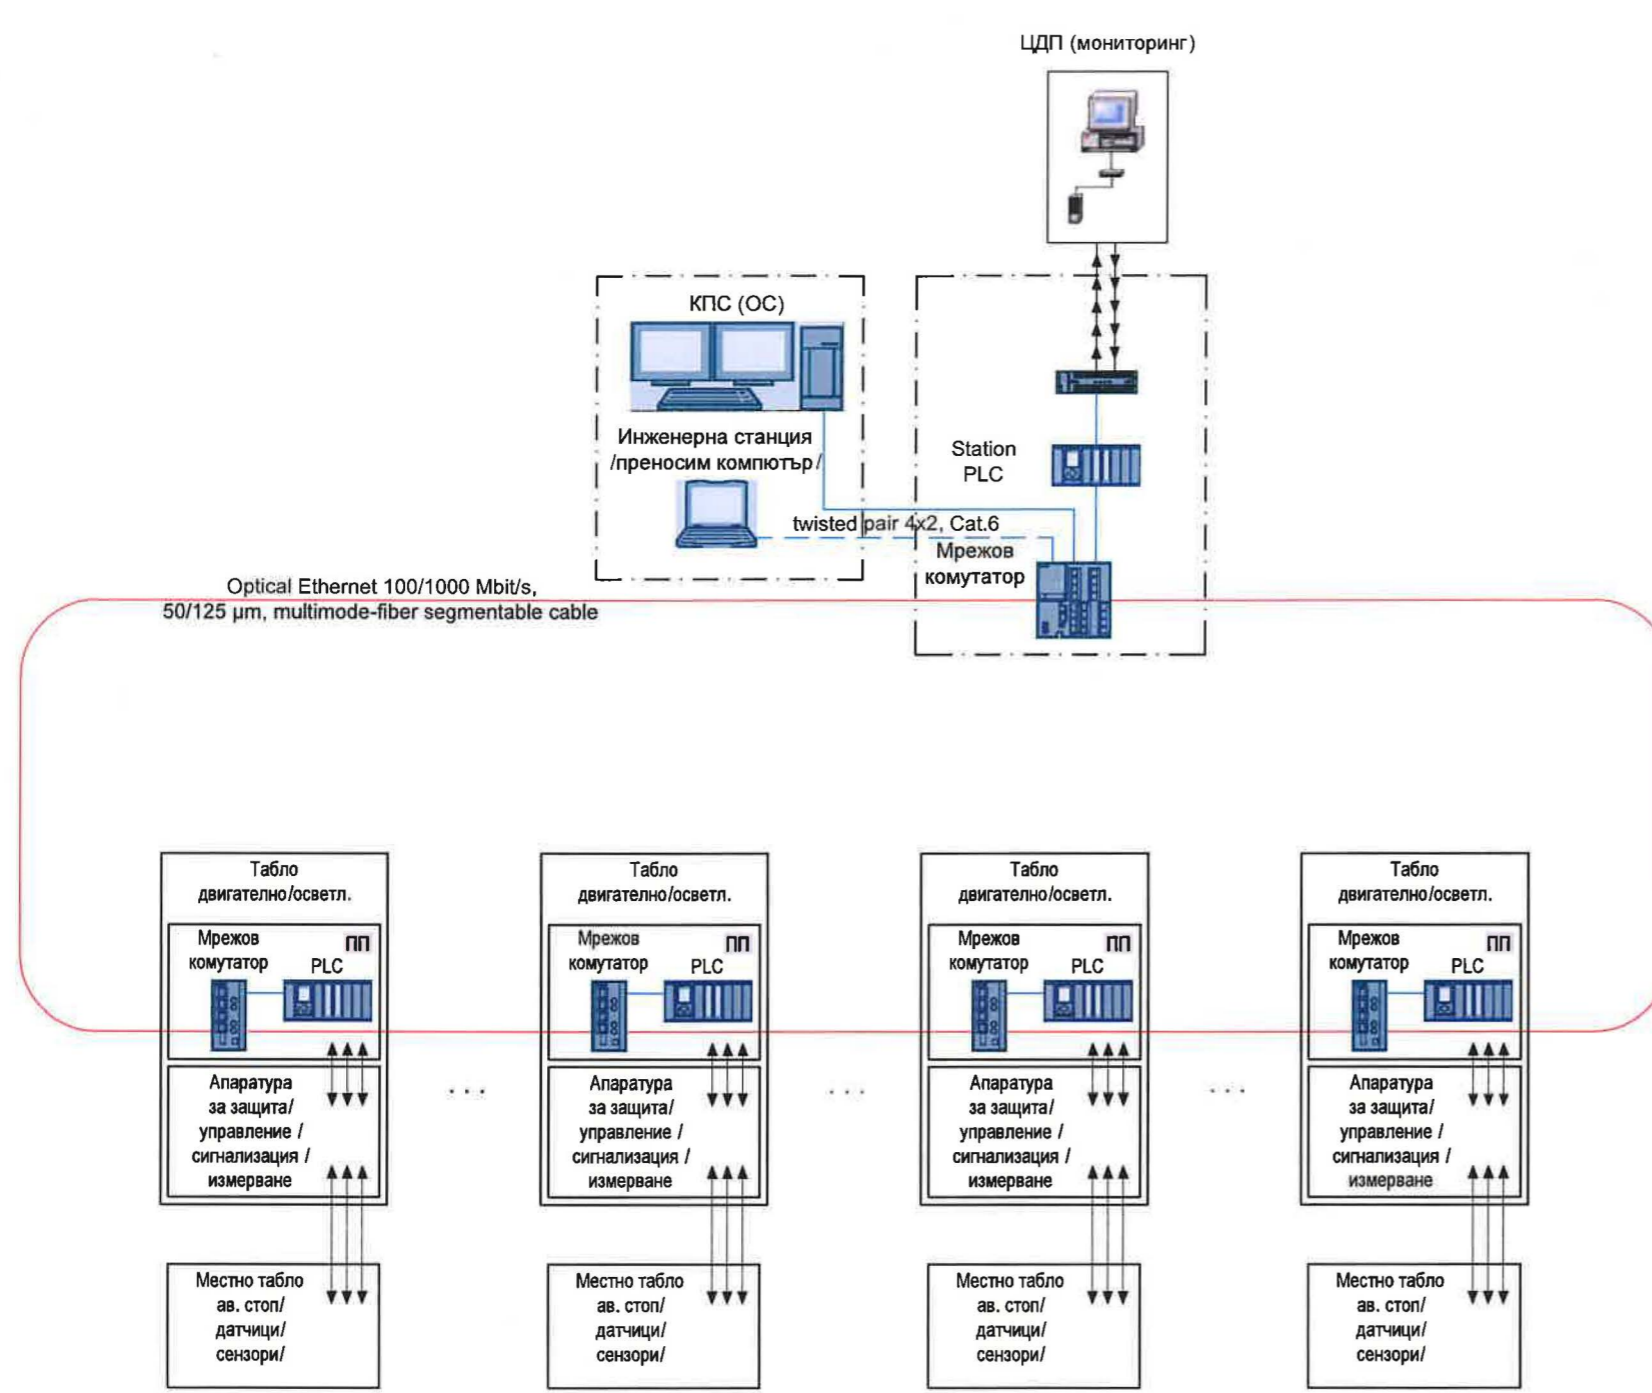 ЦДП (мониторинг)
КПС (ОС)
Инженерна станция
/преносим компютър/
Station
PLC
twisted pair 4x2, Cat.6
Мрежов
комутатор
Optical Ethernet 100/1000 Mbit/s,
50/125 µm, multimode-fiber segmentable cable
Табло
двигателно/осветл.
Мрежов
комутатор
ПП
PLC
Апаратура
за защита/
управление /
сигнализация /
измерване
Местно табло
ав. стоп/
датчици/
сензори/
. . .
Табло
двигателно/осветл.
Мрежов
комутатор
ПП
PLC
Апаратура
за защита/
управление /
сигнализация /
измерване
Местно табло
ав. стоп/
датчици/
сензори/
. . .
Табло
двигателно/осветл.
Мрежов
комутатор
ПП
PLC
Апаратура
за защита/
управление /
сигнализация /
измерване
Местно табло
ав. стоп/
датчици/
сензори/
. . .
Табло
двигателно/осветл.
Мрежов
комутатор
ПП
PLC
Апаратура
за защита/
управление /
сигнализация /
измерване
Местно табло
ав. стоп/
датчици/
сензори/